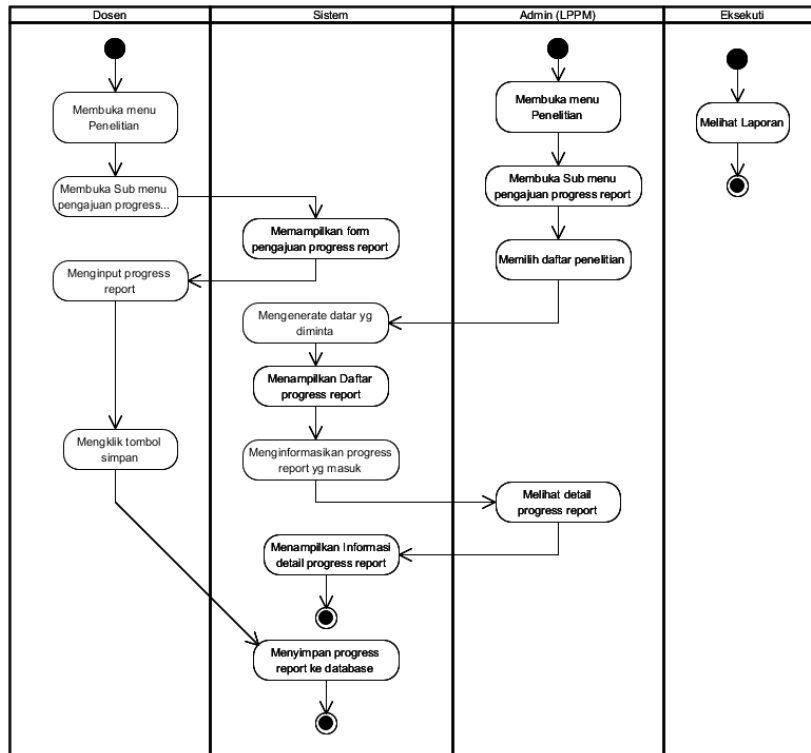 Dosen
Sistem
Admin (LPPM)
Eksekuti
Membuka menu
Penelitian
Membuka Sub menu
pengajuan progress...
Memampilkan form
pengajuan progress report
Menginput progress
report
Mengklik tombol
simpan
Membuka menu
Penelitian
Membuka Sub menu
pengajuan progress report
Memilih daftar penelitian
Mengenerate datar yg
diminta
Menampilkan Daftar
progress report
Menginformasikan progress
report yg masuk
Melihat detail
progress report
Menampilkan Informasi
detail progress report
Menyimpan progress
report ke database
Melihat Laporan